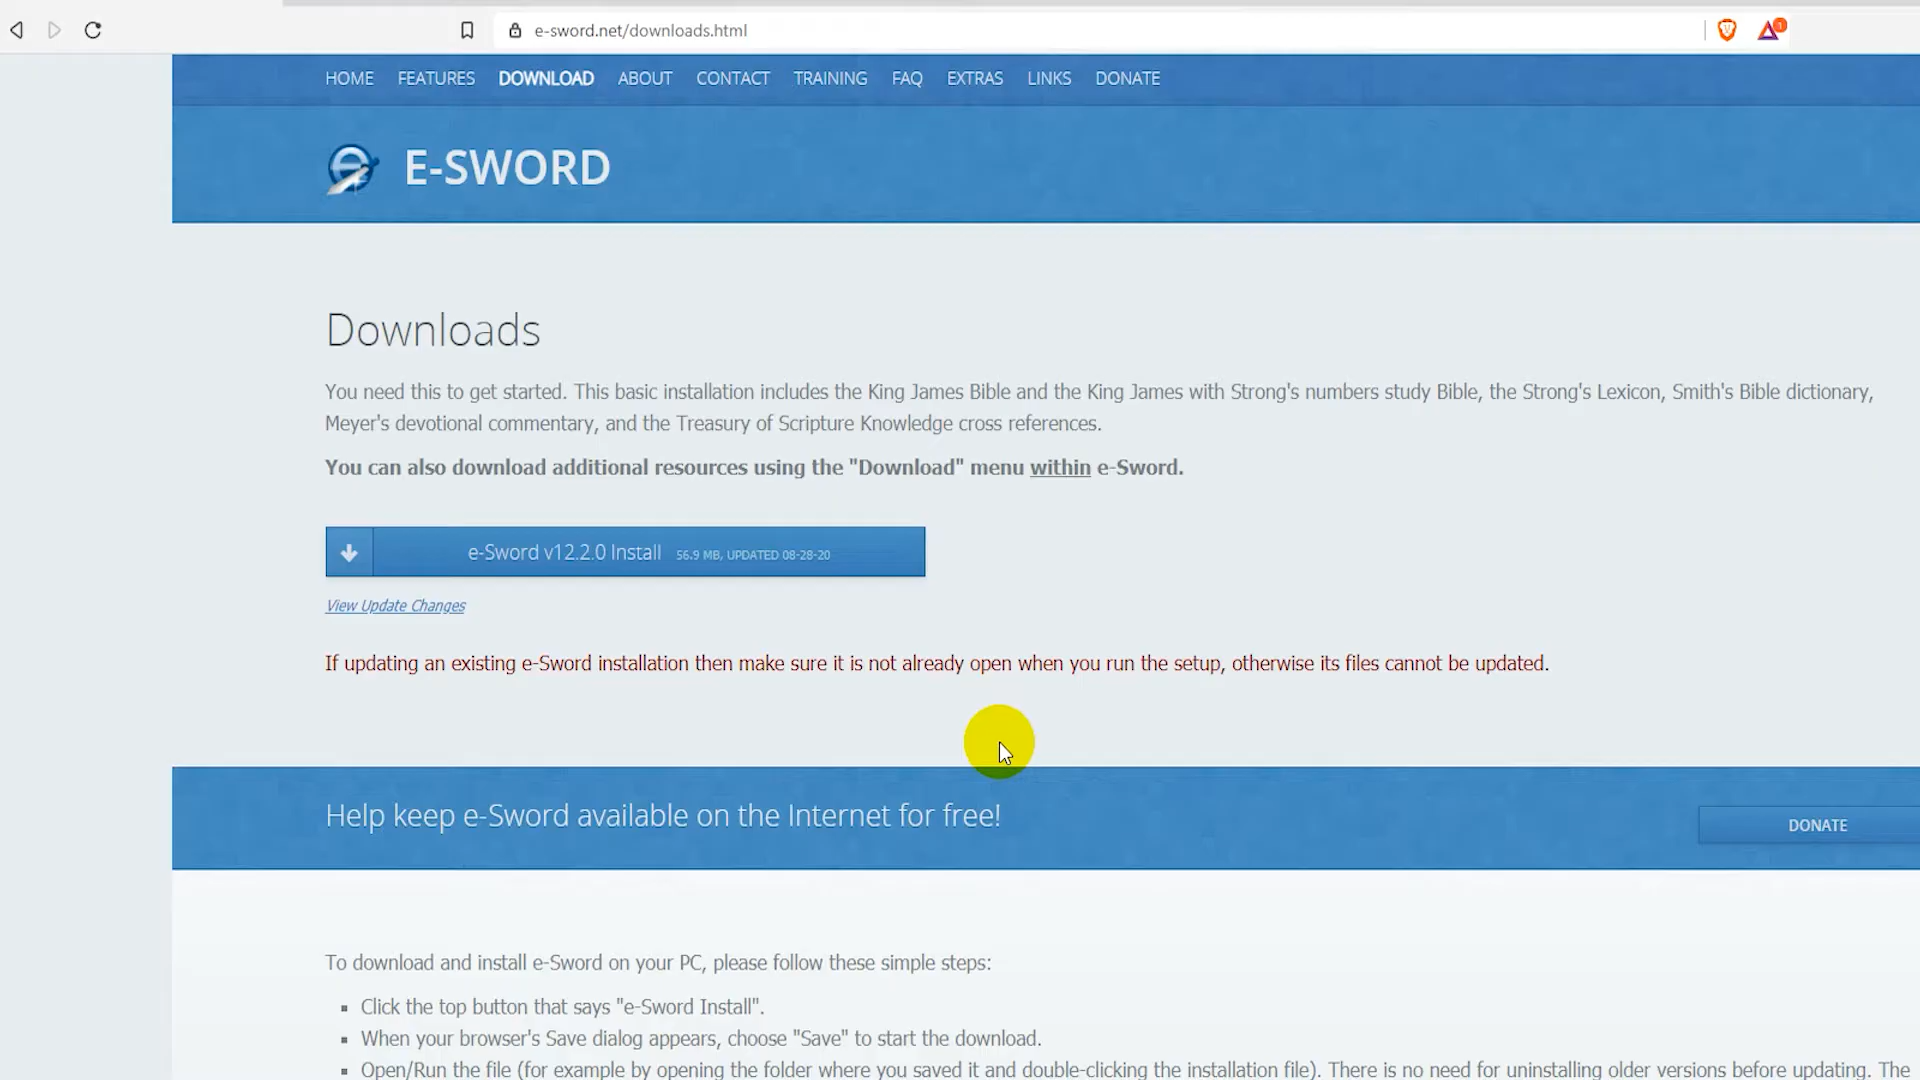 e-sword.net/downloads.html
1
HOME FEATURES DOWNLOAD ABOUT CONTACT TRAINING FAQ EXTRAS LINKS DONATE
E-SWORD
Downloads
You need this to get started. This basic installation includes the King James Bible and the King James with Strong's numbers study Bible, the Strong's Lexicon, Smith's Bible dictionary,
Meyer's devotional commentary, and the Treasury of Scripture Knowledge cross references.
You can also download additional resources using the "Download" menu within e-Sword.
e-Sword v12.2.0 Install 56.9 MB, UPDATED 08-28-20
View Update Changes
If updating an existing e-Sword installation then make sure it is not already open when you run the setup, otherwise its files cannot be updated.
Help keep e-Sword available on the Internet for free!
DONATE
To download and install e-Sword on your PC, please follow these simple steps:
▪ Click the top button that says "e-Sword Install".
▪ When your browser's Save dialog appears, choose "Save" to start the download.
▪ Open/Run the file (for example by opening the folder where you saved it and double-clicking the installation file). There is no need for uninstalling older versions before updating. The